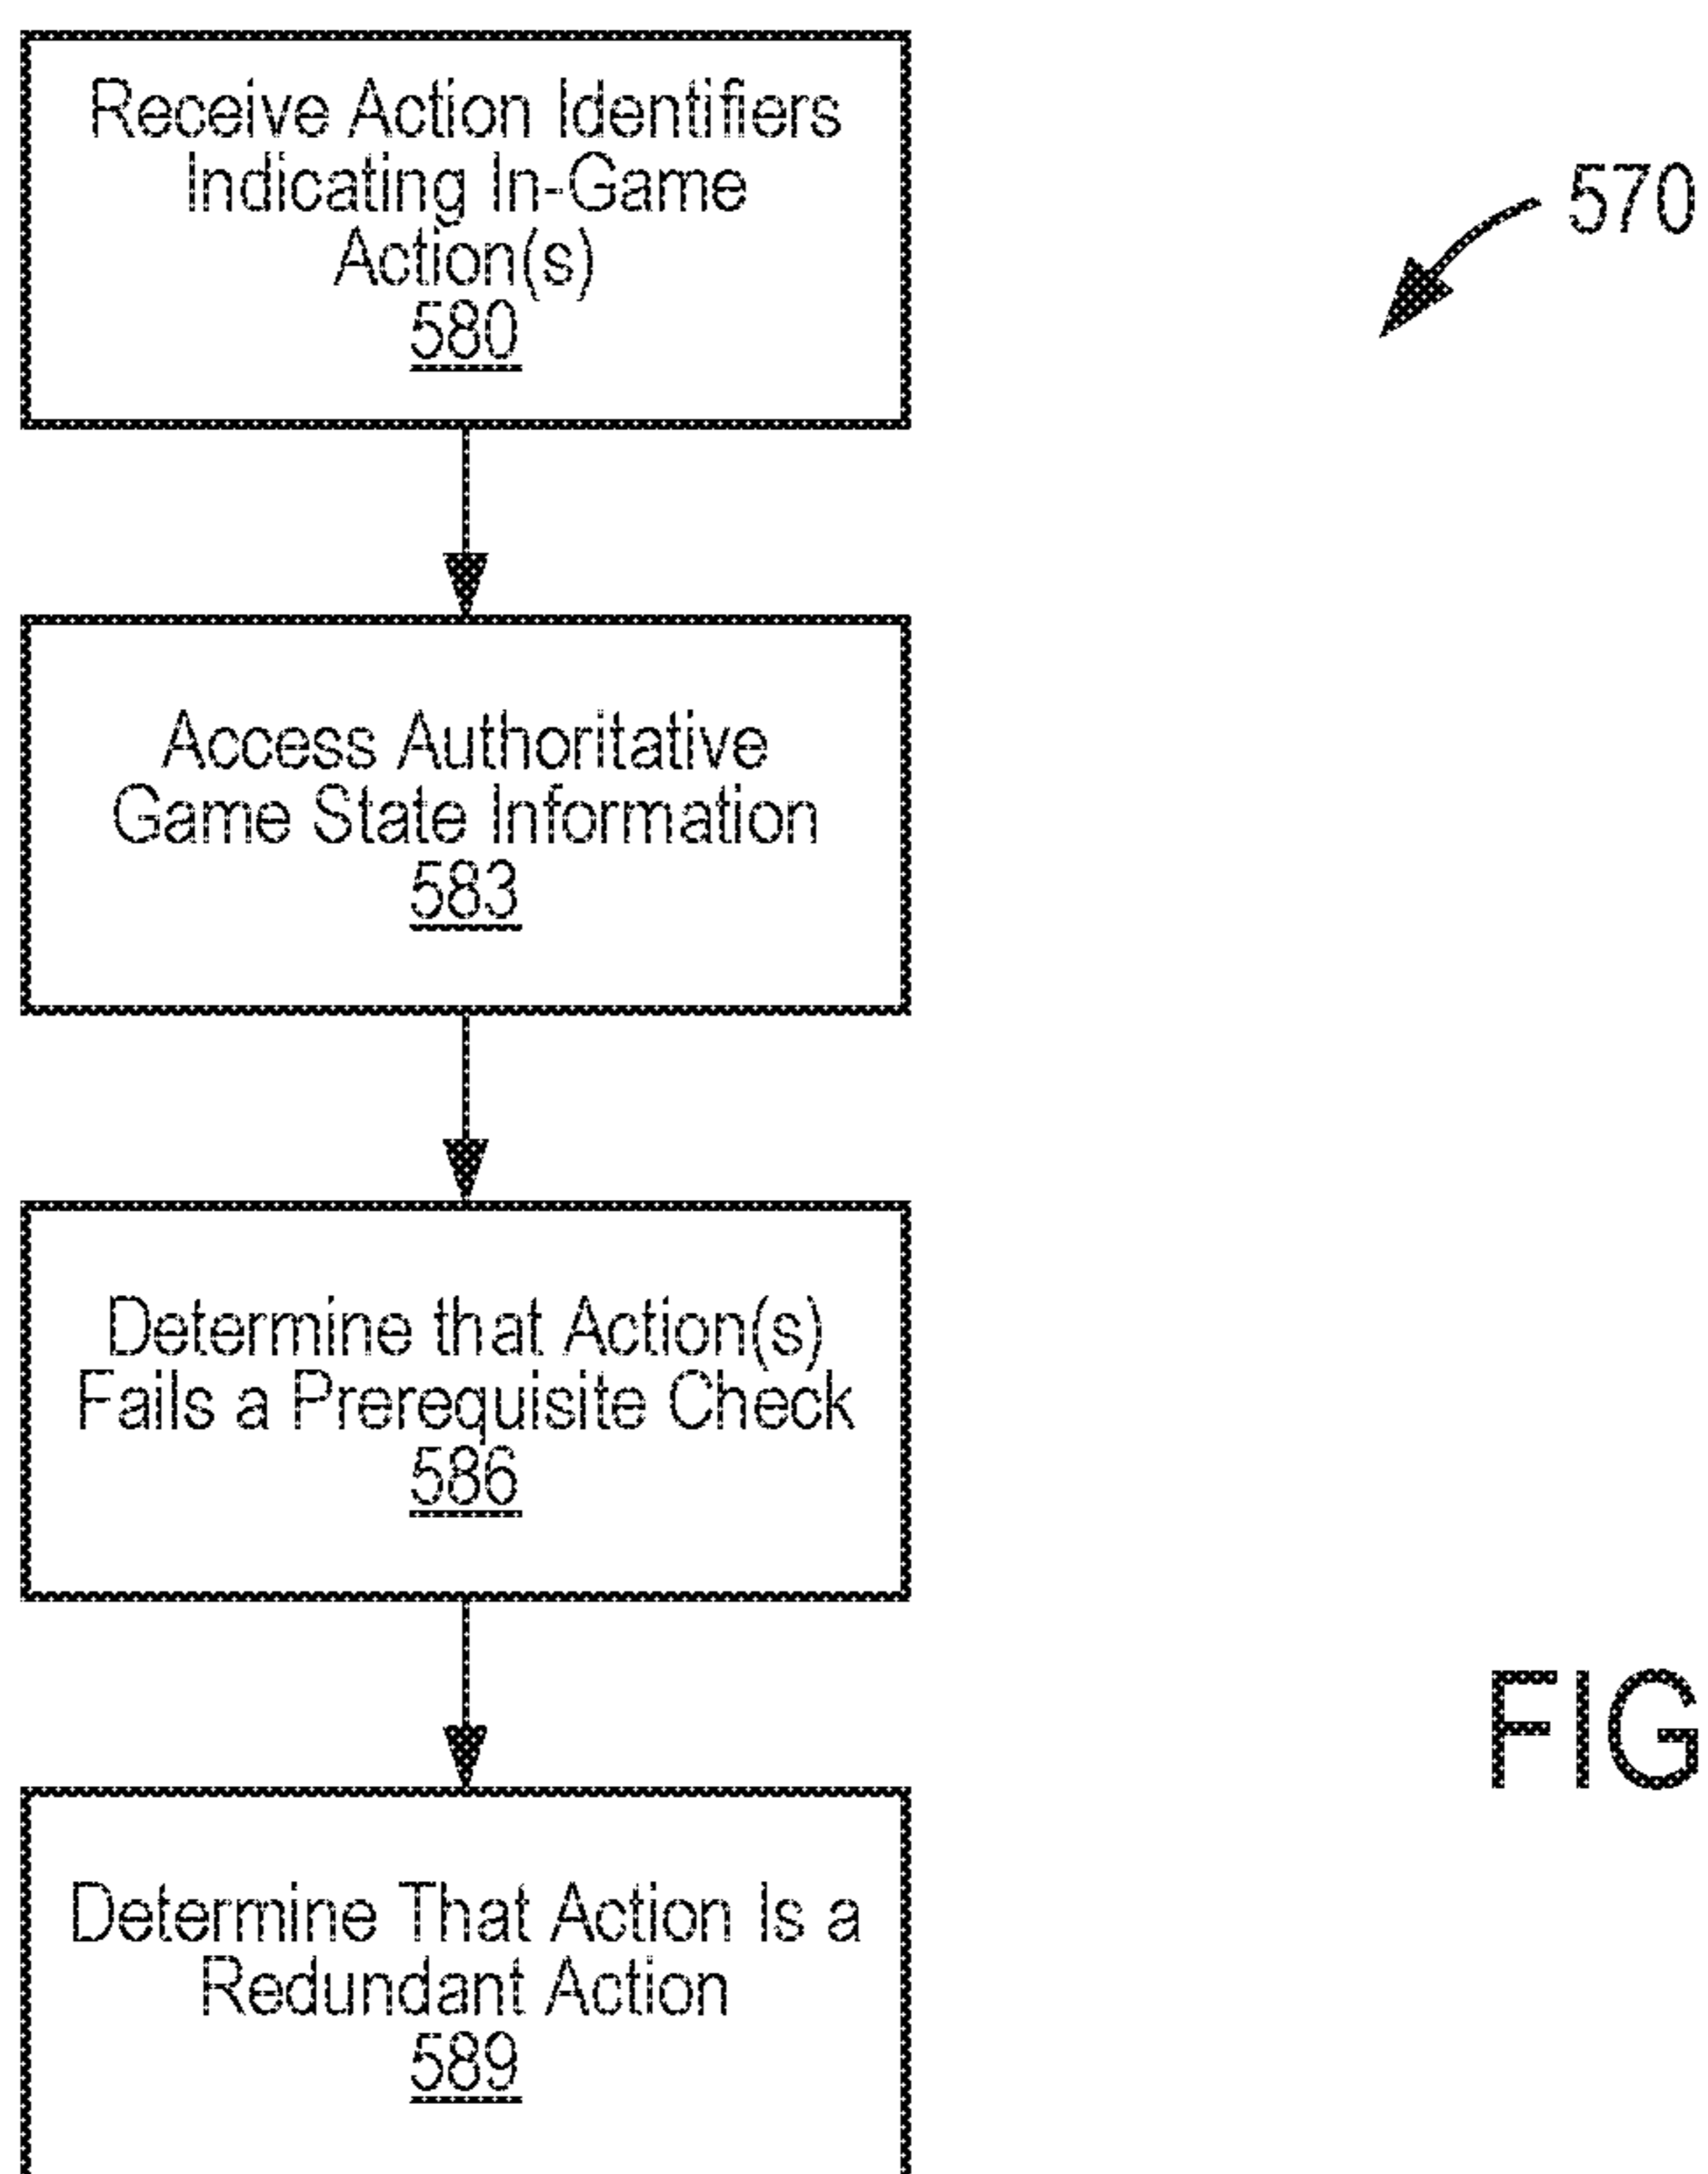 Receive Action Identifiers
Indicating In-Game
Action(s)
580
570
Access Authoritative
Game State Information
583
Determine that Action(s)
Fails a Prerequisite Check
586
FIG
Determine That Action Is a
Redundant Action
589